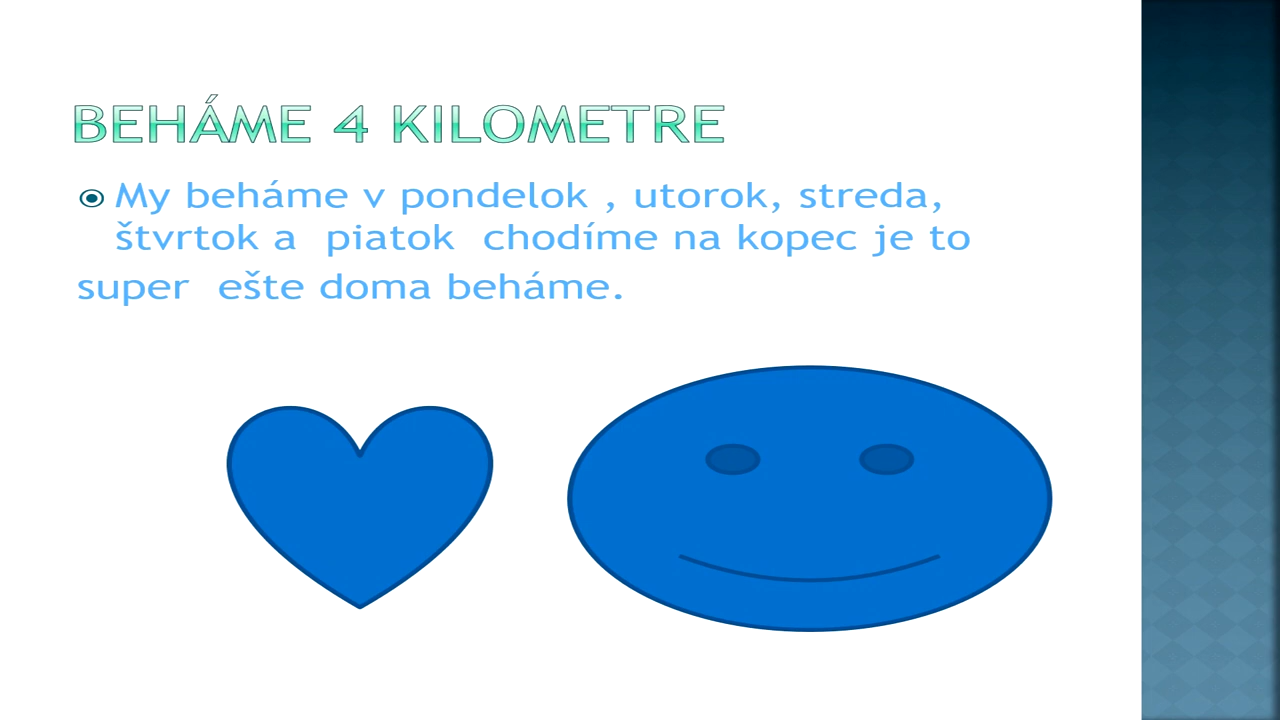 BEHÁME 4 KILOMETRE
My beháme v pondelok , utorok, streda,
štvrtok a  piatok  chodíme na kopec je to
super  ešte doma beháme.